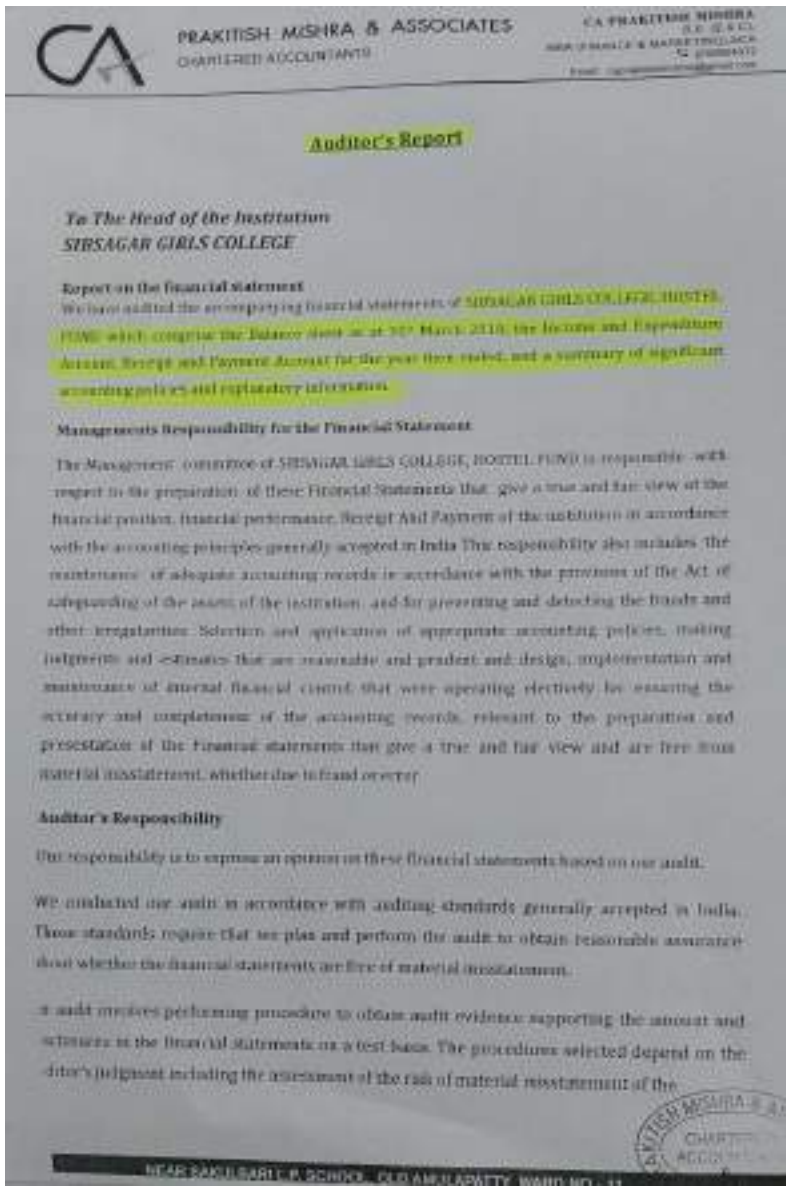 CA
PRAKITISH MISHRA & ASSOCIATES
CHARTERED ACCOUNTANTS
CA PRAKITISH MISHRA
Auditor's Report
To The Head of the Institution
SIBSAGAR GIRLS COLLEGE
Report on the financial statement
We have audited the accompanying financial statements of SIBSAGAR GIRLS COLLEGE, HOSTEL
FUND which comprise the Balance sheet as at 31st March 2019, the Income and Expenditure
Account, Receipt and Payment Account for the year then ended, and a summary of significant
accounting policies and explanatory information.
Managements Responsibility for the Financial Statement
The Management committee of SIBSAGAR GIRLS COLLEGE, HOSTEL FUND is responsible with
respect to the preparation of these Financial Statements that give a true and fair view of the
financial position, financial performance, Receipt And Payment of the institution in accordance
with the accounting principles generally accepted in India This responsibility also includes the
maintenance of adequate accounting records in accordance with the provisions of the Act of
safeguarding of the assets of the institution and for preventing and detecting the frauds and
other irregularities Selection and application of appropriate accounting policies, making
judgments and estimates that are reasonable and prudent and design, implementation and
maintenance of internal financial control, that were operating electively for ensuring the
accuracy and completeness of the accounting records, relevant to the preparation and
presentation of the Financial statements that give a true and fair view and are free from
material misstatement, whether due to fraud or error
Auditor's Responsibility
Our responsibility is to express an opinion on these financial statements based on our audit.
We conducted our audit in accordance with auditing standards generally accepted in India.
Those standards require that we plan and perform the audit to obtain reasonable assurance
about whether the financial statements are free of material misstatement.
audit involves performing procedure to obtain audit evidence supporting the amount and
in the financial statements on a test basis. The procedures selected depend on the
ditor's judgment including the assessment of the risk of material misstatement of the
AKITISH MISHRA & A
CHARTERED
ACCOUNTA
NEAR BAKULBARI L.P. SCHOOL, OLD AMULAPATTY, WARD NO - 11